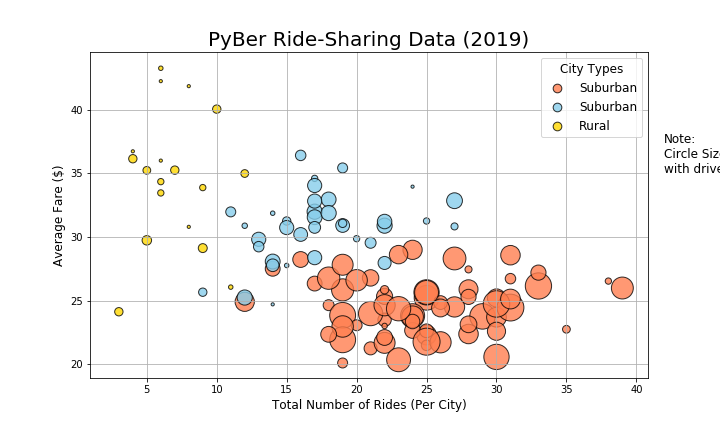 PyBer Ride-Sharing Data (2019)
City Types
Suburban
Suburban
Rural
Note:
Circle Size
with drive
Average Fare ($)
40
35
30
25
20
5 10 15 20 25 30 35 40
Total Number of Rides (Per City)